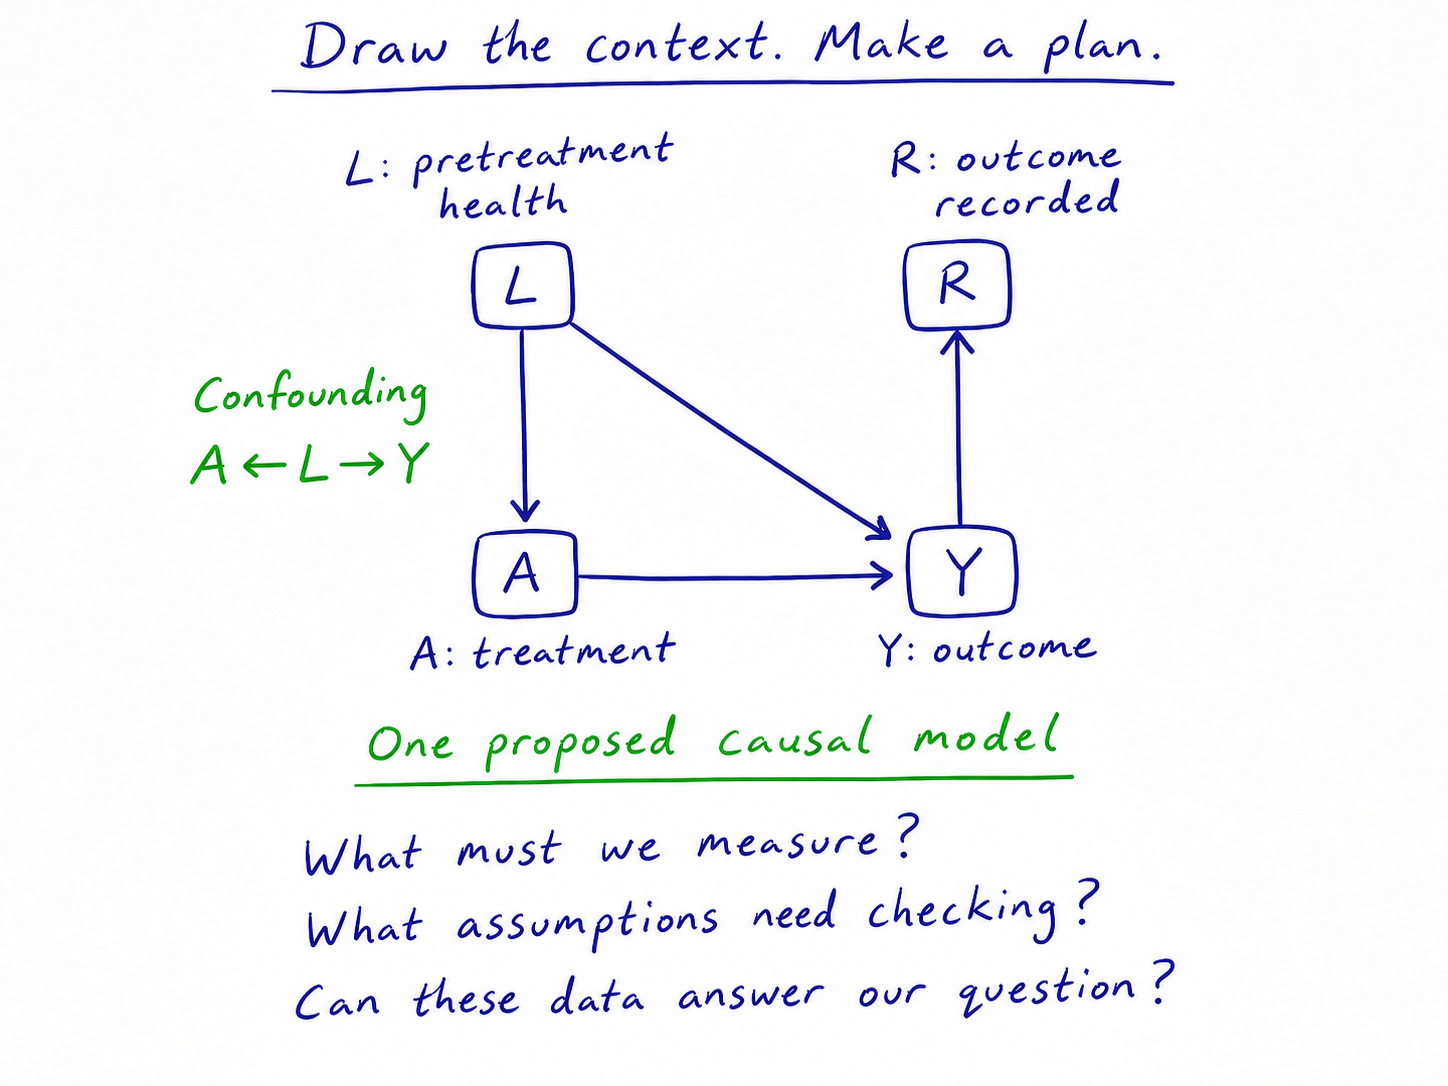 Draw the context. Make a plan.
L: pretreatment
health
R: outcome
recorded
L
R
Confounding
A ← L → Y
A
Y
A: treatment
Y: outcome
One proposed causal model
What must we measure?
What assumptions need checking?
Can these data answer our question?